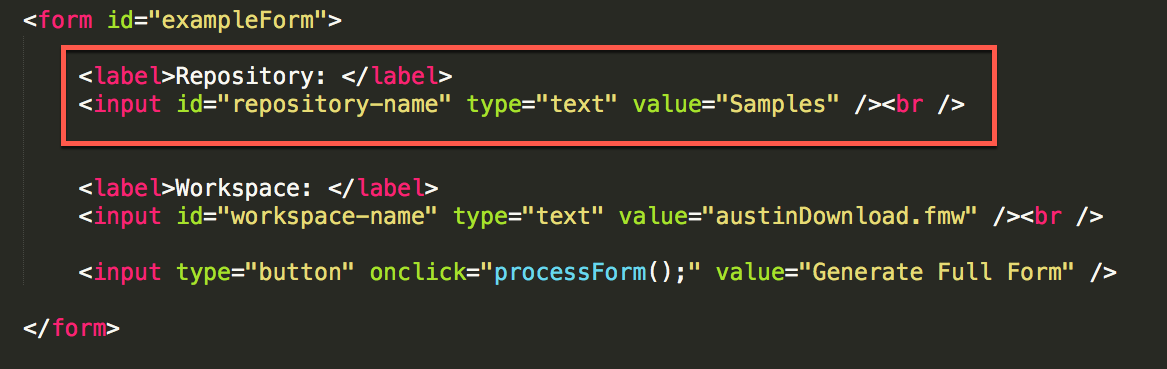 <form id="exampleForm">
<label>Repository: </label>
<input id="repository-name" type="text" value="Samples" /><br />
<label>Workspace: </label>
<input id="workspace-name" type="text" value="austinDownload.fmw" /><br />
<input type="button" onclick="processForm();" value="Generate Full Form" />
</form>